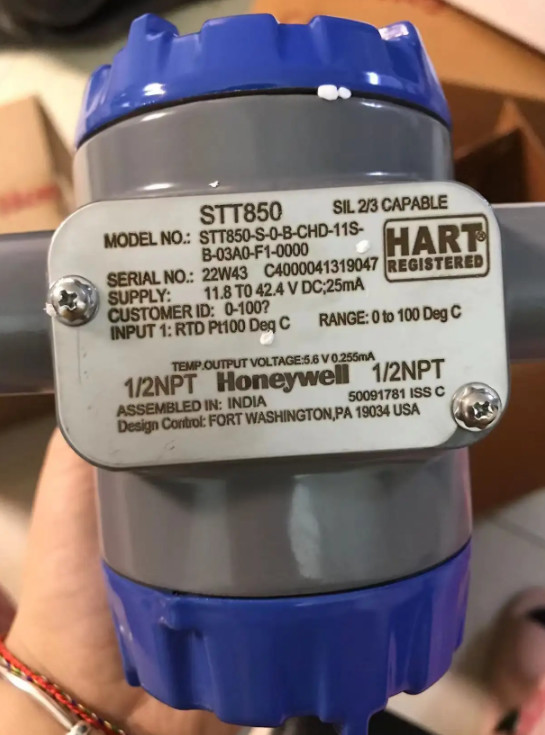 STT850 SIL 2/3 CAPABLE
MODEL NO.: STT850-S-0-B-CHD-11S-
B-03A0-F1-0000
HART
REGISTERED
SERIAL NO.: 22W43 C4000041319047
SUPPLY: 11.8 T0 42.4 V DC;25mA
CUSTOMER ID: 0-100?
INPUT 1: RTD Pt100 Deg C RANGE: 0 to 100 Deg C
TEMP.OUTPUT VOLTAGE:5.6 V 0.255mA
1/2NPT Honeywell 1/2NPT
ASSEMBLED IN: INDIA 50091781 ISS C
Design Control: FORT WASHINGTON,PA 19034 USA